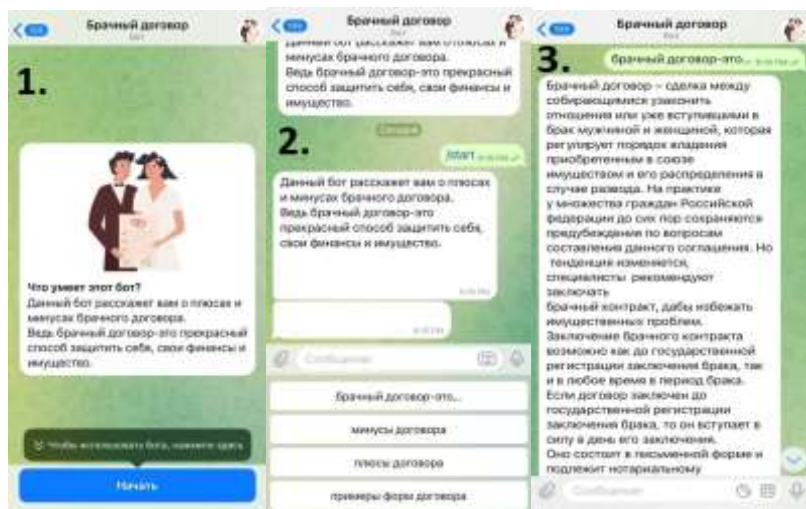 Брачный договор
бот
1.
Что умеет этот бот?
Данный бот расскажет вам о плюсах и
минусах брачного договора.
Ведь брачный договор-это прекрасный
способ защитить себя, свои финансы и
имущество.
Чтобы использовать бота, нажмите здесь
Начать
Брачный договор
бот
Данный бот расскажет вам о плюсах и
минусах брачного договора.
Ведь брачный договор-это прекрасный
способ защитить себя, свои финансы и
имущество.
Сегодня
2.
/start
Данный бот расскажет вам о плюсах
и минусах брачного договора.
Ведь брачный договор-это
прекрасный способ защитить себя,
свои финансы и имущество.
Сообщение
брачный договор-это...
минусы договора
плюсы договора
примеры форм договора
Брачный договор
бот
3.
брачный договор-это...
Брачный договор – сделка между
собирающимися узаконить
отношения или уже вступившими в
брак мужчиной и женщиной, которая
регулирует порядок владения
приобретенным в союзе
имуществом и его распределения в
случае развода. На практике
у множества граждан Российской
федерации до сих пор сохраняются
предубеждение по вопросам
составления данного соглашения. Но
тенденция изменяется,
специалисты рекомендуют
заключать
брачный контракт, дабы избежать
имущественных проблем.
Заключение брачного контракта
возможно как до государственной
регистрации заключения брака, так
и в любое время в период брака.
Если договор заключен до
государственной регистрации
заключения брака, то он вступает в
силу в день его заключения.
Оно состоит в письменной форме и
подлежит нотариальному
Сообщение